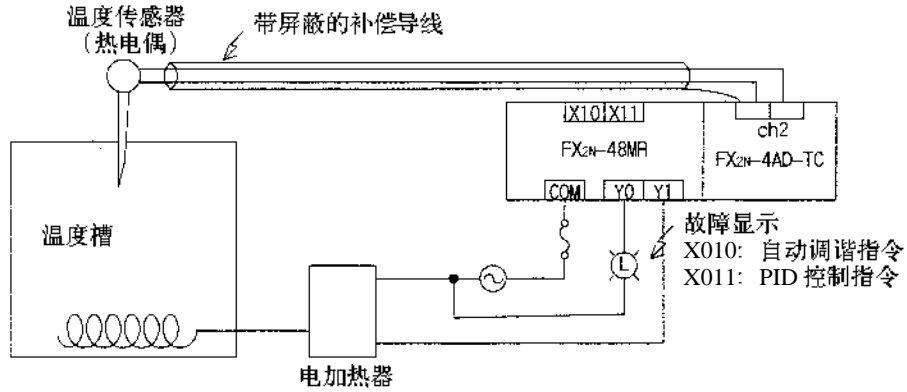 温度传感器
（热电偶）
带屏蔽的补偿导线
X10 X11
ch2
FX2N-48MR
FX2N-4AD-TC
COM
Y0
Y1
温度槽
故障显示
L
X010: 自动调谐指令
X011: PID 控制指令
电加热器